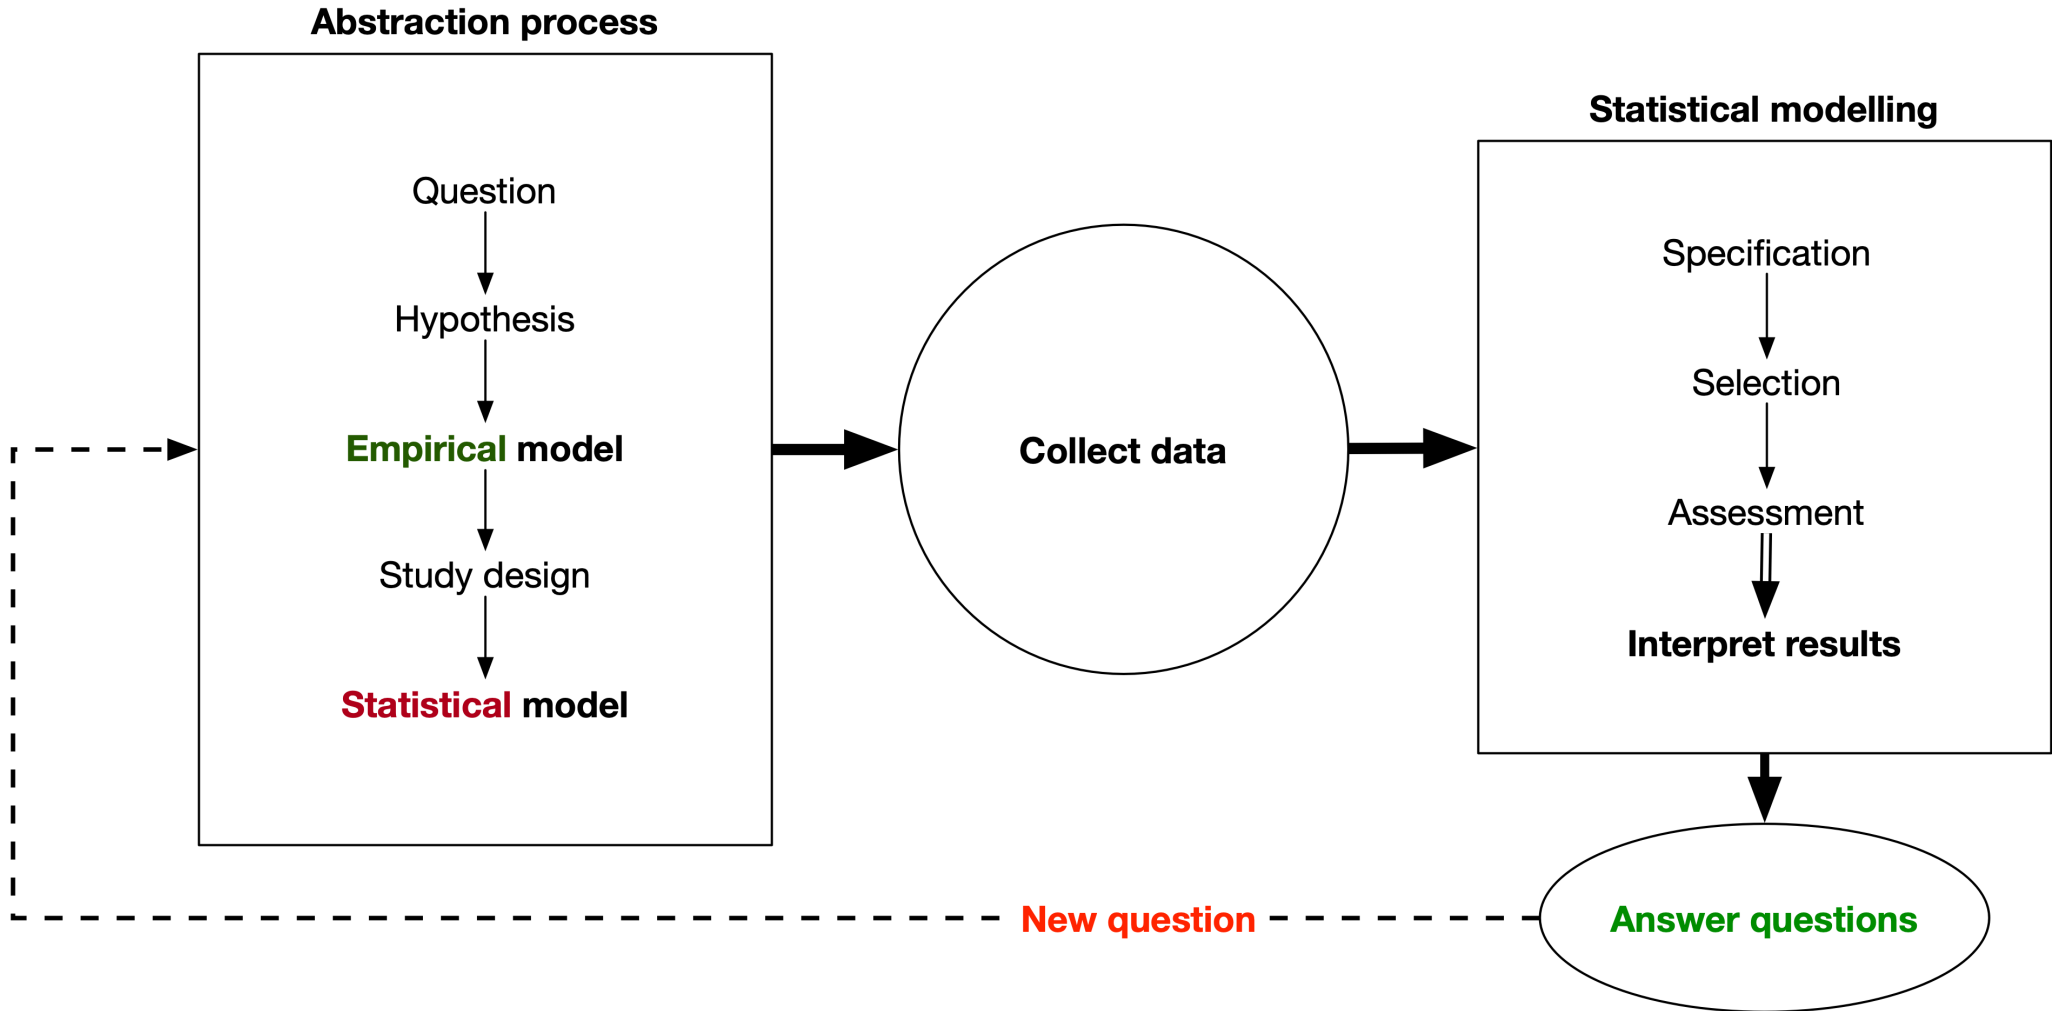 Abstraction process
Question
Hypothesis
Empirical model
Study design
Statistical model
Collect data
Statistical modelling
Specification
Selection
Assessment
Interpret results
Answer questions
New question